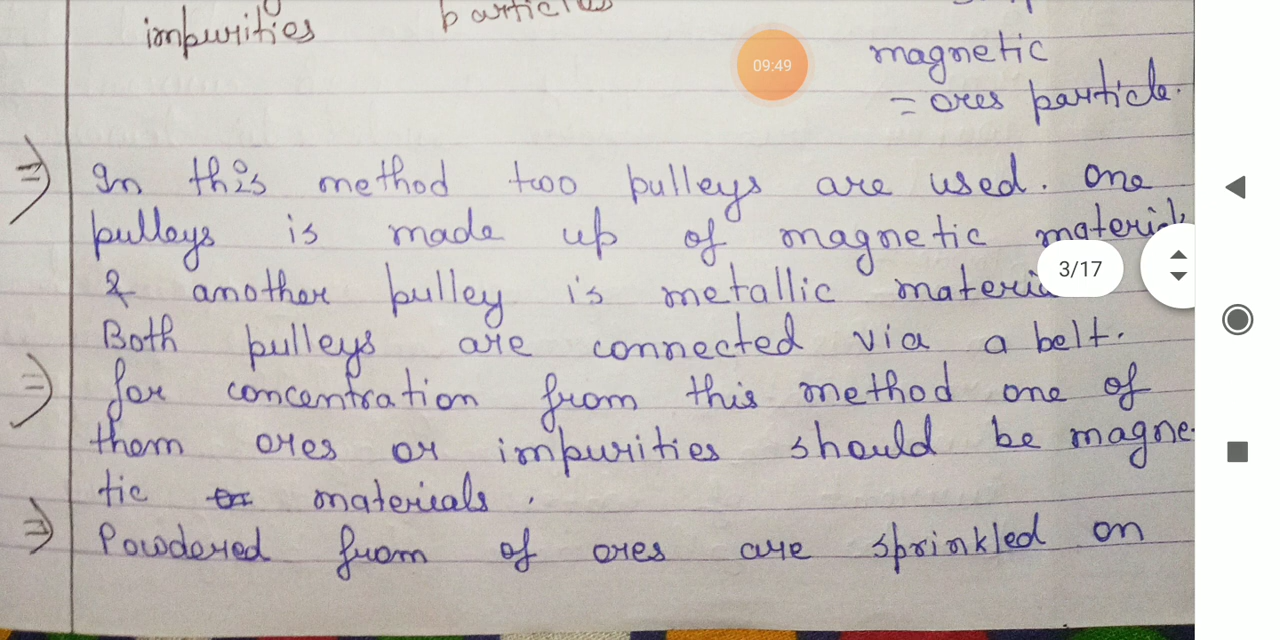 impurities particles
09:49
magnetic
= ores particle.
⇒ In this method two pulleys are used. One
pulleys is made up of magnetic material
3/17
& another pulley is metallic
Both pulleys are connected via a belt.
⇒ for concentration from this method one of
them ores or impurities should be magne-
tic materials.
⇒ Powdered from of ores are sprinkled on